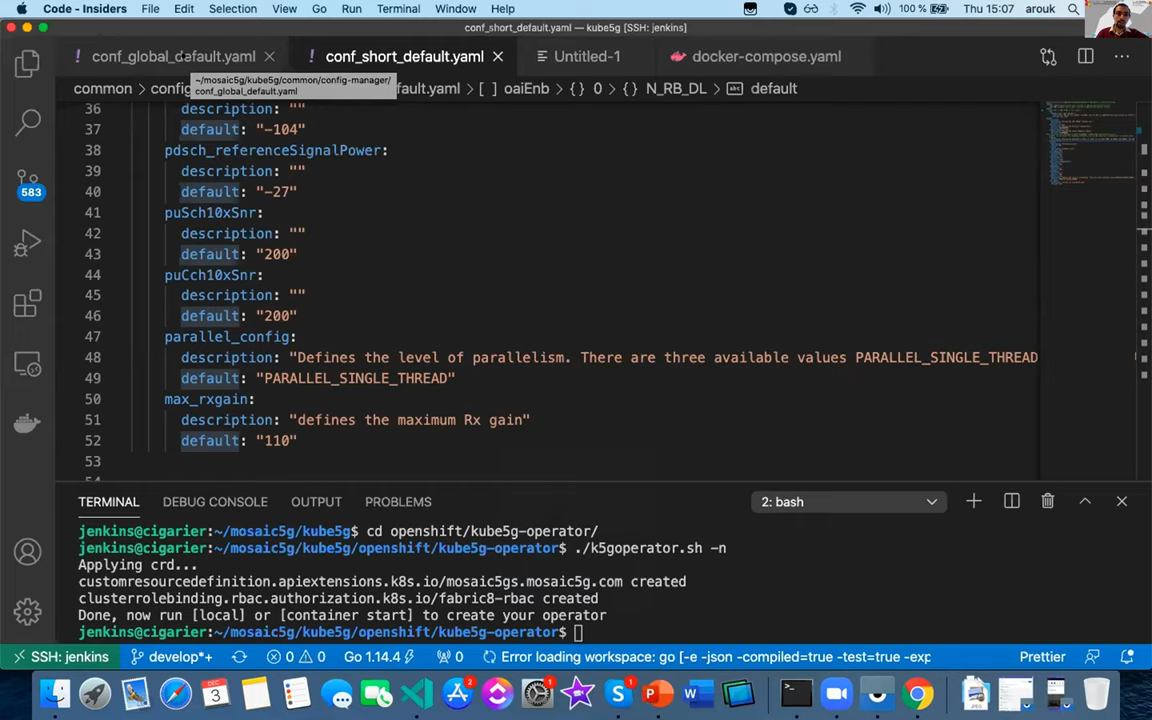 Code - Insiders File Edit Selection View Go Run Terminal Window Help 100 % Thu 15:07 arouk
conf_short_default.yaml — kube5g [SSH: jenkins]
! conf_global_default.yaml ! conf_short_default.yaml Untitled-1 docker-compose.yaml
~/mosaic5g/kube5g/common/config-manager/
conf_global_default.yaml
common config fault.yaml [ ] oaiEnb { } 0 { } N_RB_DL default
36 description: ""
37 default: "-104"
38 pdsch_referenceSignalPower:
39 description: ""
40 default: "-27"
41 puSch10xSnr:
42 description: ""
43 default: "200"
44 puCch10xSnr:
45 description: ""
46 default: "200"
47 parallel_config:
48 description: "Defines the level of parallelism. There are three available values PARALLEL_SINGLE_THREAD
49 default: "PARALLEL_SINGLE_THREAD"
50 max_rxgain:
51 description: "defines the maximum Rx gain"
52 default: "110"
53
583
TERMINAL DEBUG CONSOLE OUTPUT PROBLEMS 2: bash
jenkins@cigarier:~/mosaic5g/kube5g$ cd openshift/kube5g-operator/
jenkins@cigarier:~/mosaic5g/kube5g/openshift/kube5g-operator$ ./k5goperator.sh -n
Applying crd...
customresourcedefinition.apiextensions.k8s.io/mosaic5gs.mosaic5g.com created
clusterrolebinding.rbac.authorization.k8s.io/fabric8-rbac created
Done, now run [local] or [container start] to create your operator
jenkins@cigarier:~/mosaic5g/kube5g/openshift/kube5g-operator$
SSH: jenkins develop*+ 0 0 Go 1.14.4 0 Error loading workspace: go [-e -json -compiled=true -test=true -exp Prettier